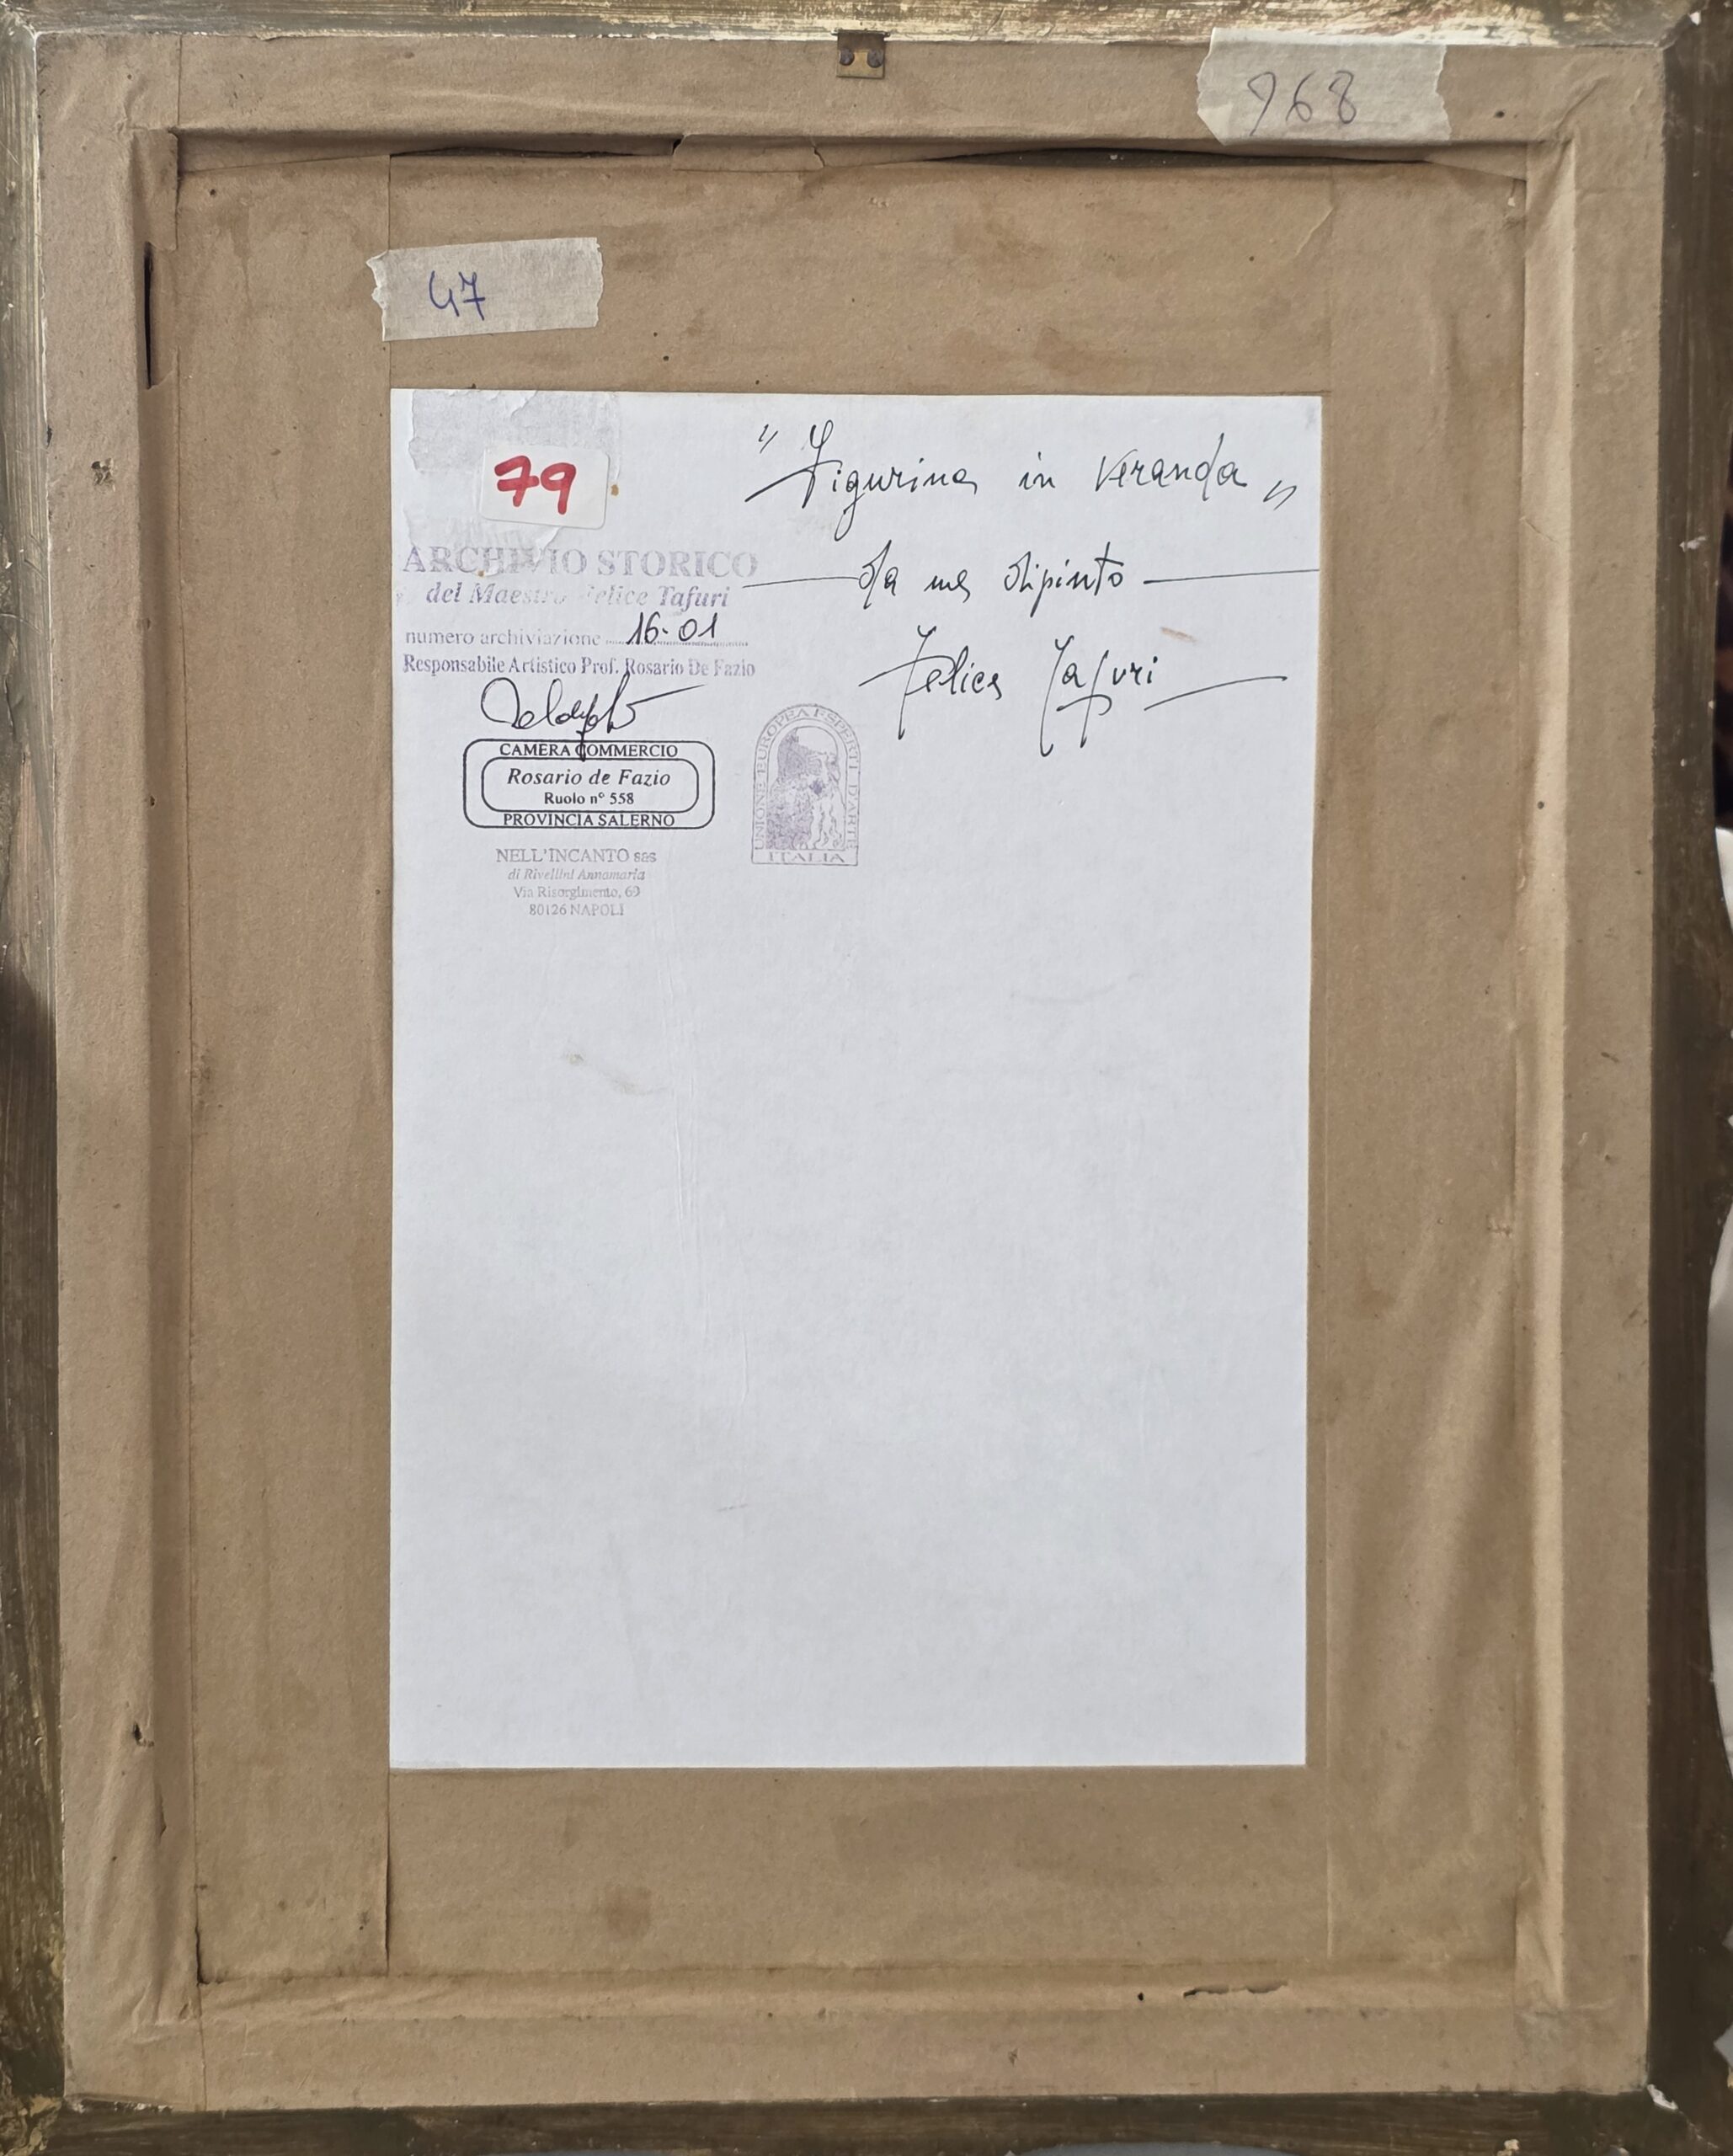 968
47
79
" Figurina in Veranda "
da me dipinto
Felice Tafuri
ARCHIVIO STORICO
del Maestro Felice Tafuri
numero archiviazione 16-01
Responsabile Artistico Prof. Rosario De Fazio
CAMERA COMMERCIO
Rosario de Fazio
Ruolo n° 558
PROVINCIA SALERNO
UNIONE EUROPEA ESPERTI D'ARTE
ITALIA
NELL'INCANTO sas
di Rivellini Annamaria
Via Risorgimento, 69
80126 NAPOLI